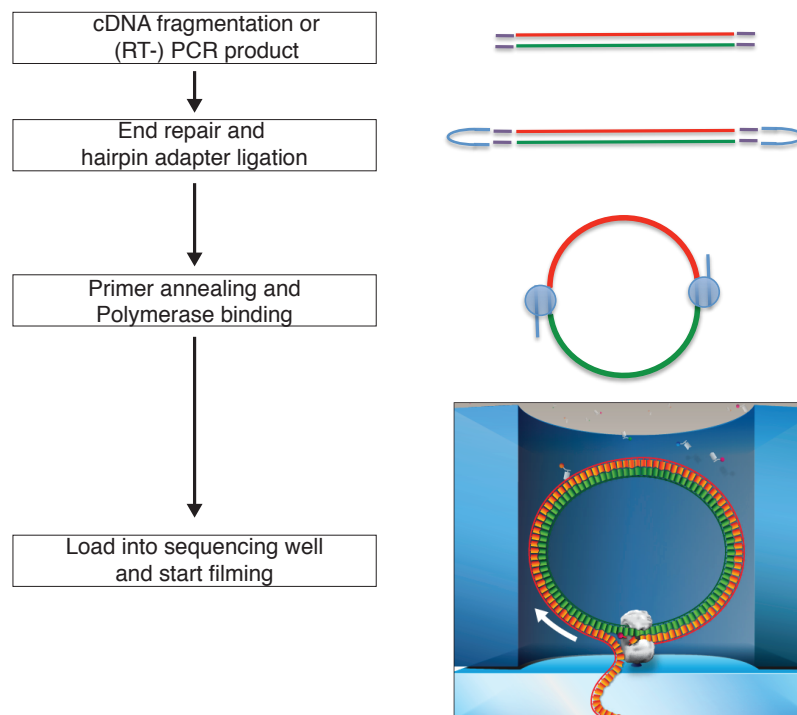 cDNA fragmentation or
(RT-) PCR product
End repair and
hairpin adapter ligation
Primer annealing and
Polymerase binding
Load into sequencing well
and start filming